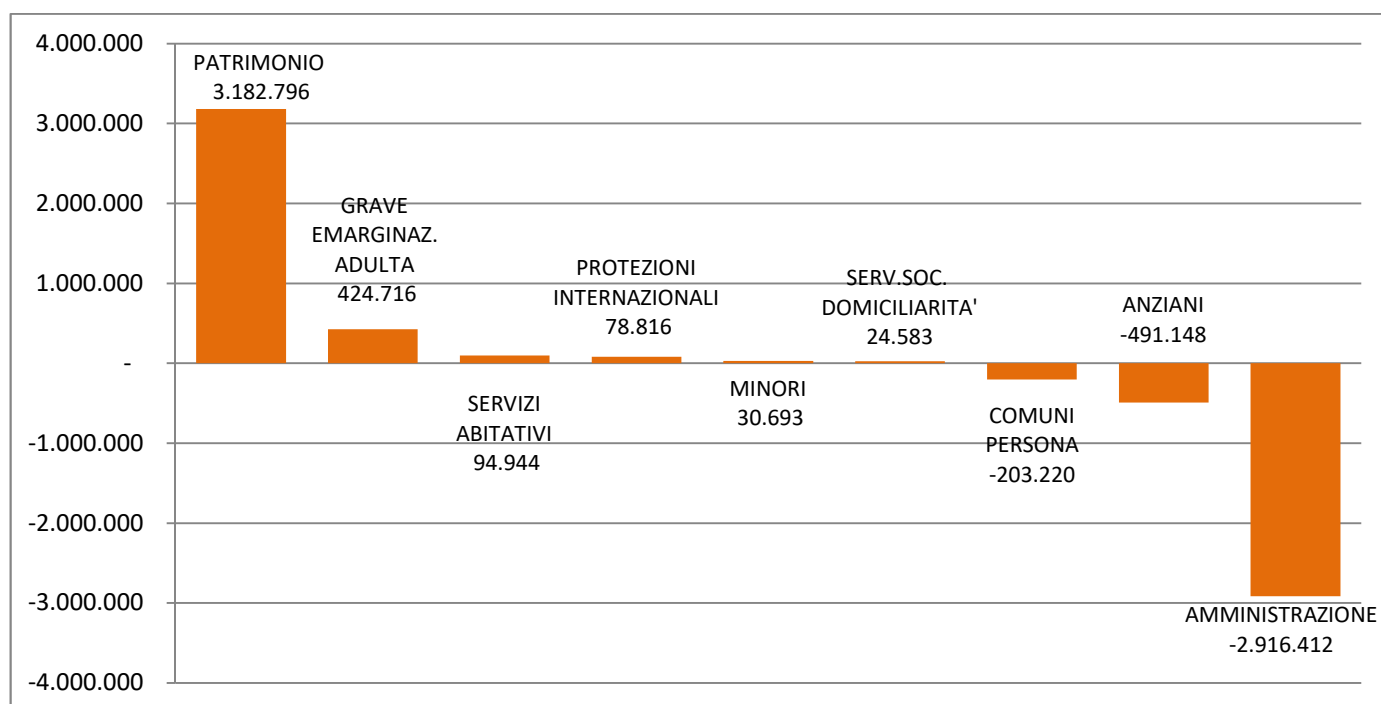 4.000.000
3.000.000
2.000.000
1.000.000
-
-1.000.000
-2.000.000
-3.000.000
-4.000.000
PATRIMONIO
3.182.796
GRAVE
EMARGINAZ.
ADULTA
424.716
SERVIZI
ABITATIVI
94.944
PROTEZIONI
INTERNAZIONALI
78.816
MINORI
30.693
SERV.SOC.
DOMICILIARITA'
24.583
COMUNI
PERSONA
-203.220
ANZIANI
-491.148
AMMINISTRAZIONE
-2.916.412